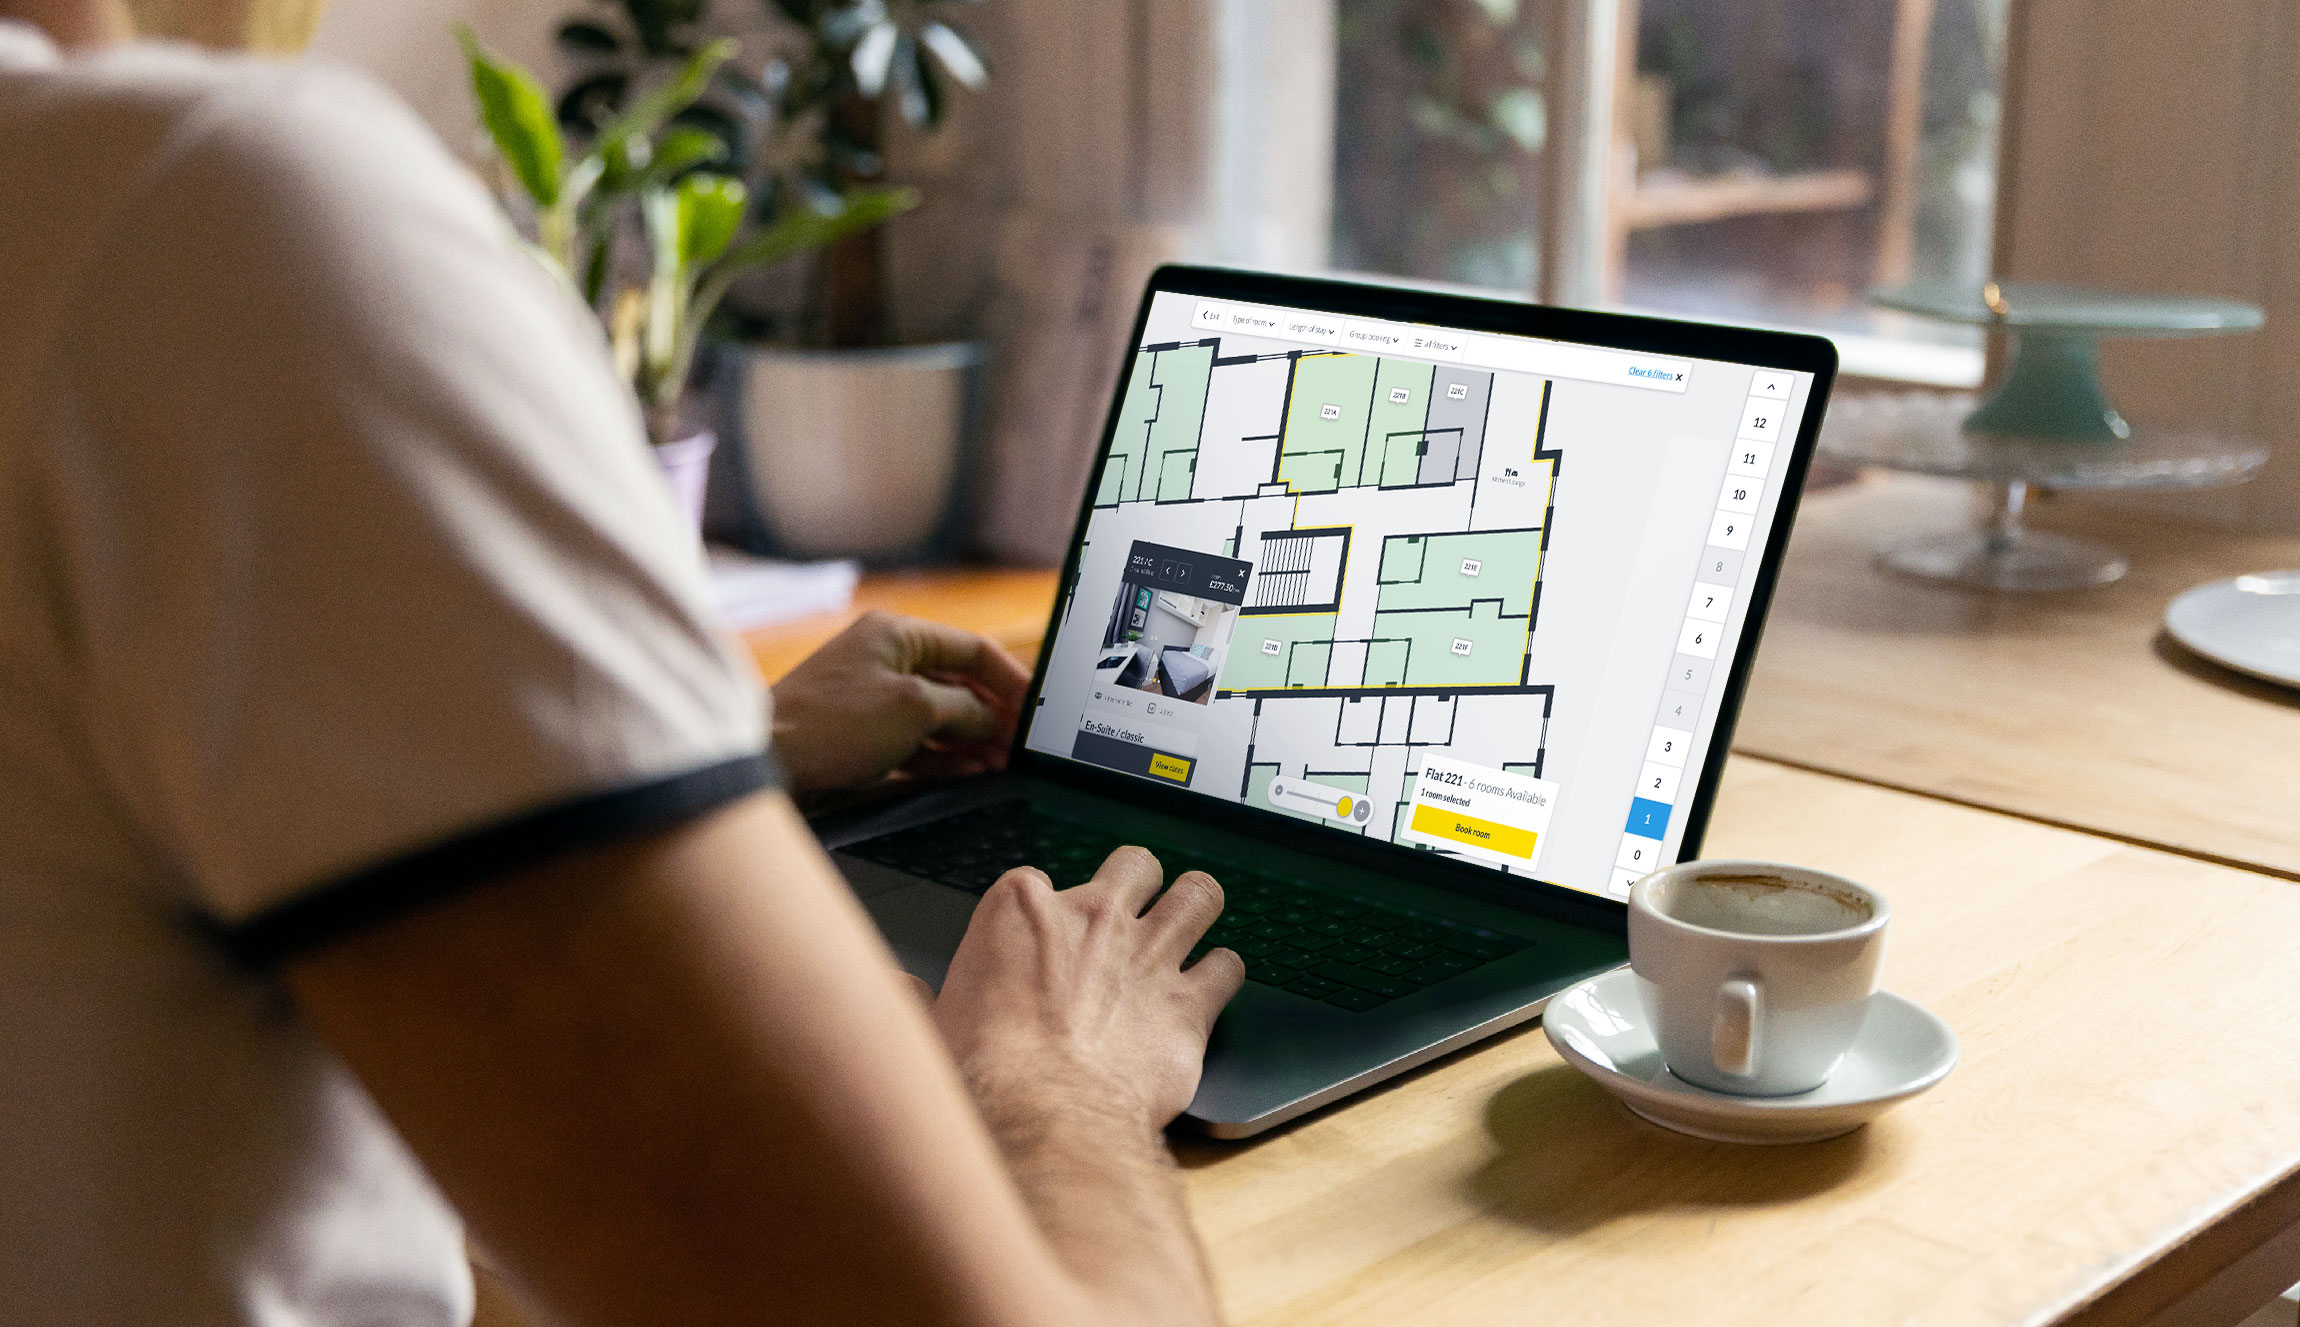 Exit Type of room Length of stay Group booking all filters Clear 6 filters
221A
221B
221C
Kitchen/Lounge
221E
221D
221F
221/C
£277.50
En-Suite / classic
View dates
Flat 221 - 6 rooms Available
1 room selected
Book room
12
11
10
9
8
7
6
5
4
3
2
1
0